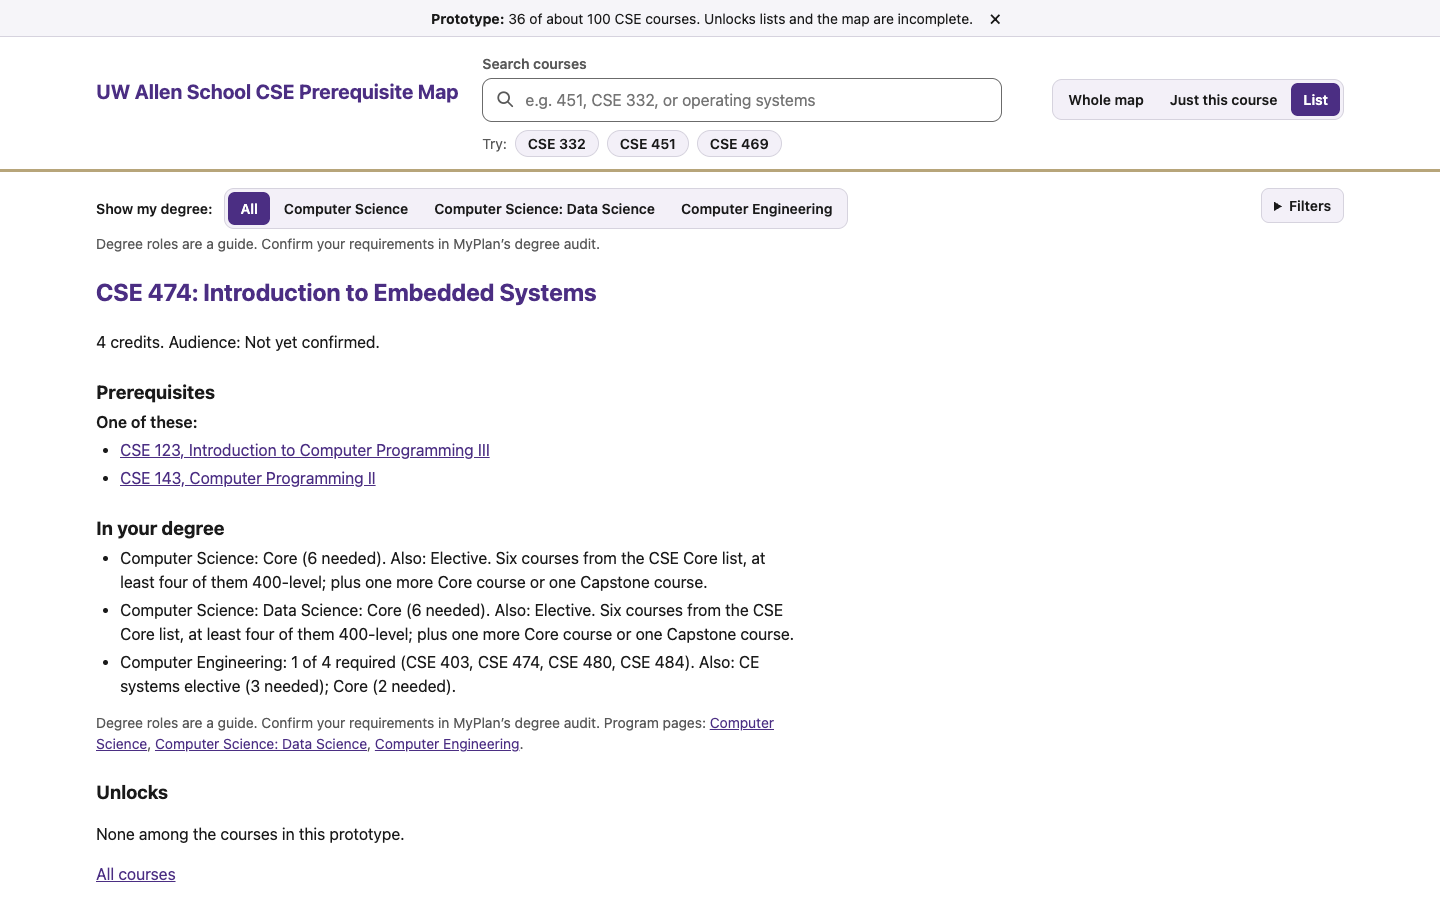 Prototype: 36 of about 100 CSE courses. Unlocks lists and the map are incomplete. ✕
UW Allen School CSE Prerequisite Map
Search courses
e.g. 451, CSE 332, or operating systems
Try: CSE 332 CSE 451 CSE 469
Whole map Just this course List
Show my degree: All Computer Science Computer Science: Data Science Computer Engineering
▶ Filters
Degree roles are a guide. Confirm your requirements in MyPlan’s degree audit.
CSE 474: Introduction to Embedded Systems
4 credits. Audience: Not yet confirmed.
Prerequisites
One of these:
• CSE 123, Introduction to Computer Programming III
• CSE 143, Computer Programming II
In your degree
• Computer Science: Core (6 needed). Also: Elective. Six courses from the CSE Core list, at
least four of them 400-level; plus one more Core course or one Capstone course.
• Computer Science: Data Science: Core (6 needed). Also: Elective. Six courses from the CSE
Core list, at least four of them 400-level; plus one more Core course or one Capstone course.
• Computer Engineering: 1 of 4 required (CSE 403, CSE 474, CSE 480, CSE 484). Also: CE
systems elective (3 needed); Core (2 needed).
Degree roles are a guide. Confirm your requirements in MyPlan’s degree audit. Program pages: Computer
Science, Computer Science: Data Science, Computer Engineering.
Unlocks
None among the courses in this prototype.
All courses